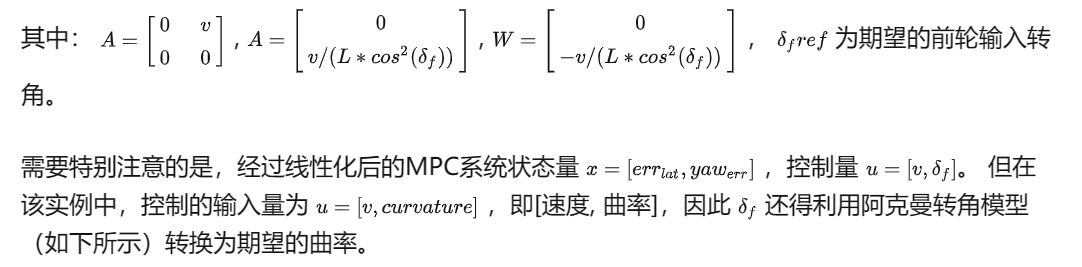 其中： $A = \begin{bmatrix} 0 & v \\ 0 & 0 \end{bmatrix}$ , $A = \begin{bmatrix} 0 \\ v/(L * cos^2(\delta_f)) \end{bmatrix}$ , $W = \begin{bmatrix} 0 \\ -v/(L * cos^2(\delta_f)) \end{bmatrix}$ ， $\delta_f ref$ 为期望的前轮输入转
角。
需要特别注意的是，经过线性化后的MPC系统状态量 $x = [err_{lat}, yaw_{err}]$ ，控制量 $u = [v, \delta_f]$。 但在
该实例中，控制的输入量为 $u = [v, curvature]$ ，即[速度, 曲率]，因此 $\delta_f$ 还得利用阿克曼转角模型
（如下所示）转换为期望的曲率。